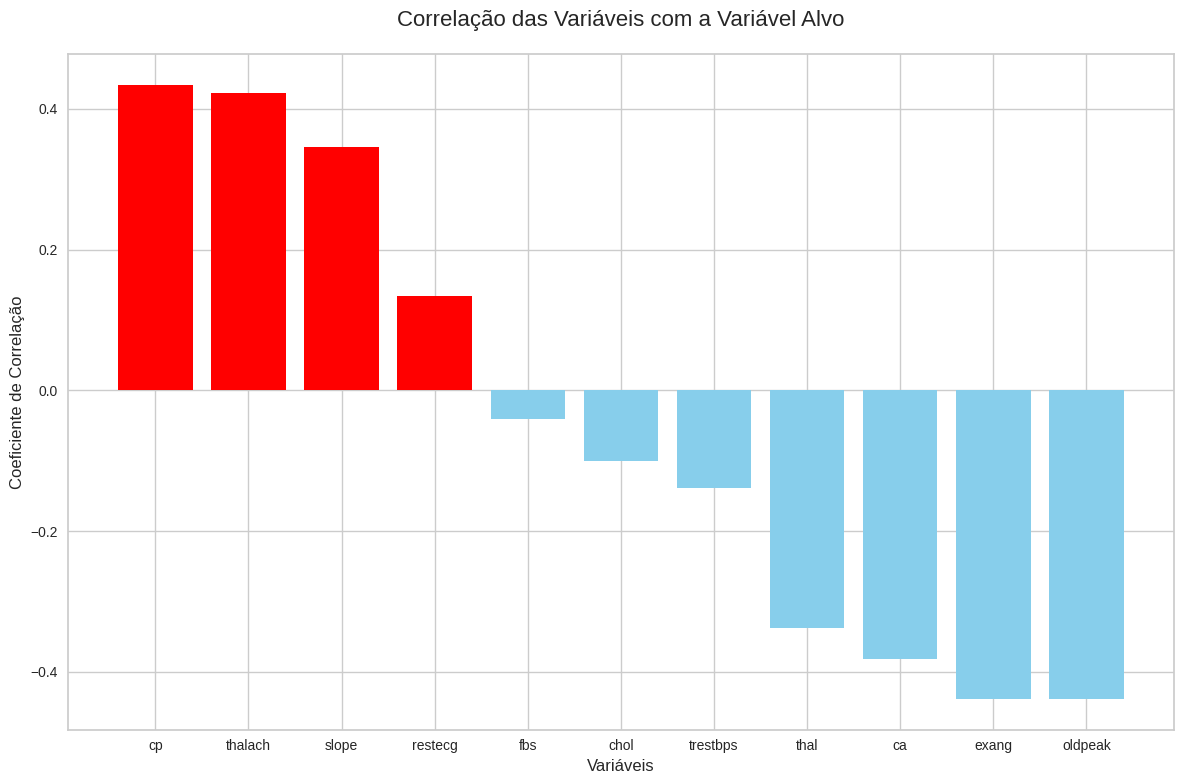 Correlação das Variáveis com a Variável Alvo
Coeficiente de Correlação
0.4
0.2
0.0
−0.2
−0.4
cp thalach slope restecg fbs chol trestbps thal ca exang oldpeak
Variáveis